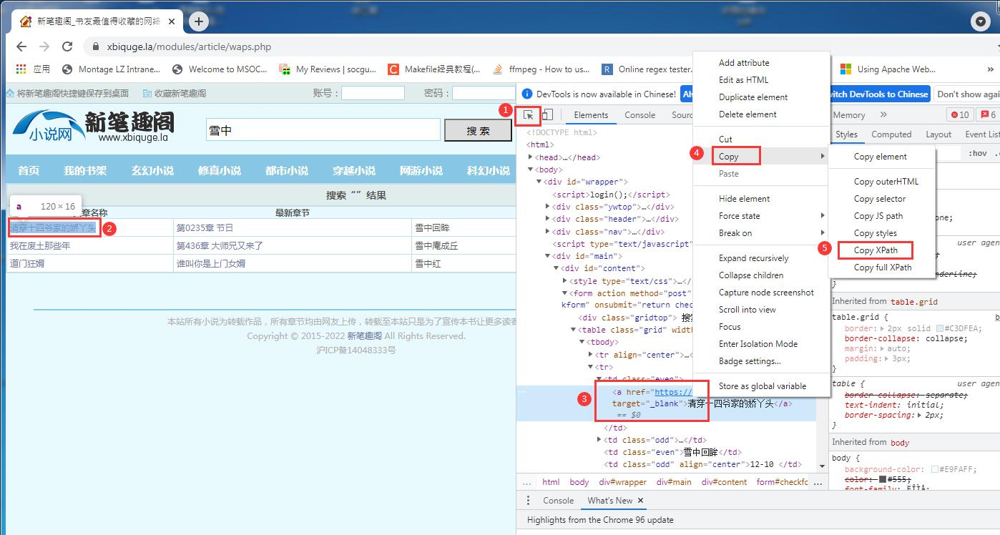 新笔趣阁_书友最值得收藏的网络
xbiquge.la/modules/article/waps.php
应用
Montage LZ Intrane...
Welcome to MSOC...
My Reviews | socgu...
Makefile经典教程(...
ffmpeg - How to us...
Online regex tester.
Using Apache Web...
»
将新笔趣阁快捷键保存到桌面
收藏新笔趣阁
账号：
密码：
小说网
新笔趣阁
www.xbiquge.la
雪中
搜 索
首页
我的书架
玄幻小说
修真小说
都市小说
穿越小说
网游小说
科幻小说
搜索“”结果
a 120 × 16
章名称
最新章节
清穿十四爷家的娇丫头
2
第0235章 节日
雪中回眸
我在废土那些年
第436章 大师兄又来了
雪中庵成丘
道门狂婿
谁叫你是上门女婿
雪中红
本站所有小说为转载作品，所有章节均由网友上传，转载至本站只是为了宣传本书让更多读者
Copyright © 2015-2022 新笔趣阁 All Rights Reserved.
沪ICP备14048333号
DevTools is now available in Chinese!
witch DevTools to Chinese
Don't show again
1
Elements
Console
Sourc
Memory
»
10
6
<!DOCTYPE html>
<html>
<head>…</head>
<body>
<div id="wrapper">
<script>login();</script>
<div class="ywtop">…</div>
<div class="header">…</div>
<div class="nav">…</div>
<script type="text/javascript"
<div id="main">
<div id="content">
<style type="text/css">…</s
<form action method="post"
kform" onsubmit="return chec
<div class="gridtop"> 搜索
<table class="grid" width
<tbody>
<tr align="center">…<
<tr>
<td class="even">
3
<a href="https://
target="_blank">清穿十四爷家的娇丫头</a>
== $0
</td>
<td class="odd">…</td>
<td class="even">雪中回眸</td>
<td class="odd" align="center">12-10 </td>
...
html
body
div#wrapper
div#main
div#content
form#checkfo
...
Console
What's New
Highlights from the Chrome 96 update
Add attribute
Edit as HTML
Duplicate element
Delete element
Cut
4
Copy
Paste
Hide element
Force state
Break on
Expand recursively
Collapse children
Capture node screenshot
Scroll into view
Focus
Enter Isolation Mode
Badge settings...
Store as global variable
Copy element
Copy outerHTML
Copy selector
Copy JS path
Copy styles
5
Copy XPath
Copy full XPath
Styles
Computed
Layout
Event List
:hov
one;
user agen
nderline;
}
Inherited from table.grid
table.grid {
border: 2px solid #C3DFEA;
border-collapse: collapse;
margin: auto;
padding: 3px;
}
table {
user agen
border-collapse: separate;
text-indent: initial;
border-spacing: 2px;
}
Inherited from body
body {
background-color: #E9FAFF;
color: #555;